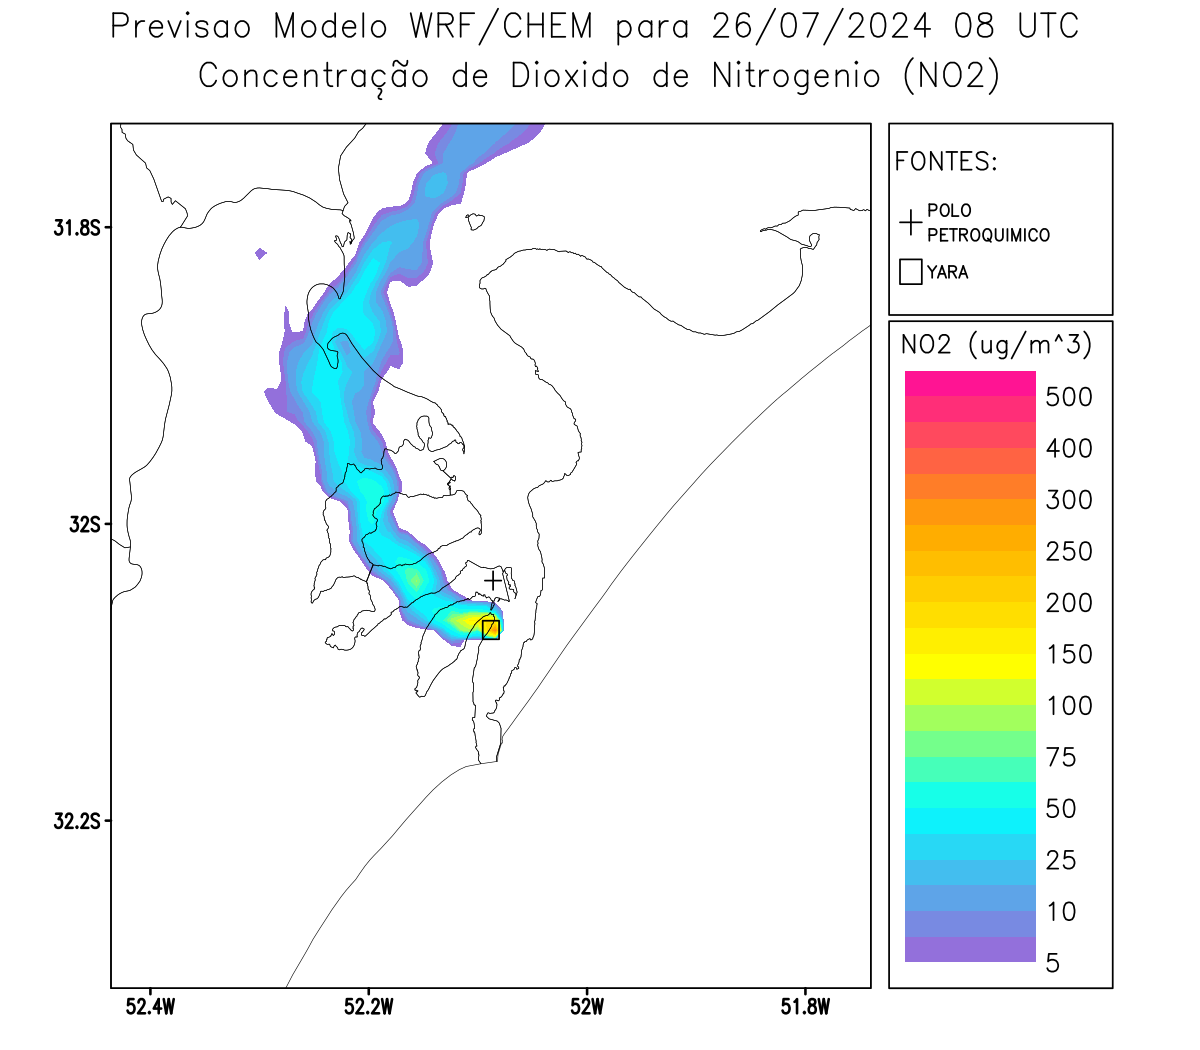 Previsao Modelo WRF/CHEM para 26/07/2024 08 UTC
Concentração de Dioxido de Nitrogenio (NO2)
FONTES:
POLO
PETROQUIMICO
YARA
NO2 (ug/m^3)
500
400
300
250
200
150
100
75
50
25
10
5
31.8S
32S
32.2S
52.4W
52.2W
52W
51.8W